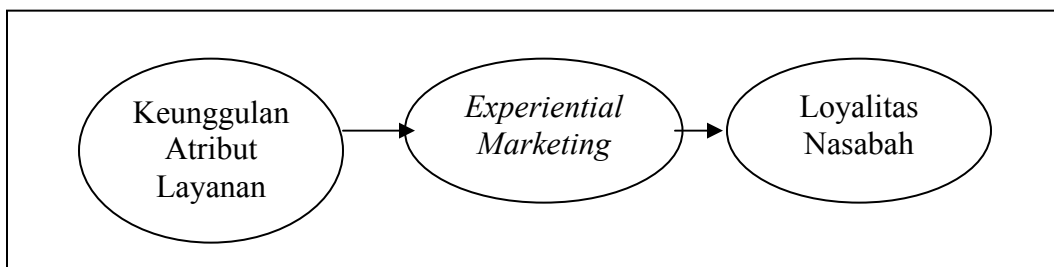 Keunggulan
Atribut
Layanan
Experiential
Marketing
Loyalitas
Nasabah